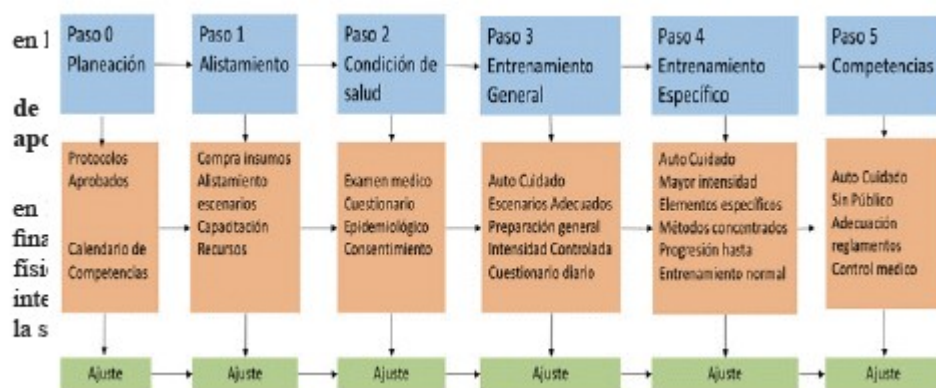 en l
de
apo
en
fina
físi
inte
la s
Paso 0
Planeación
Paso 1
Alistamiento
Paso 2
Condición de
salud
Paso 3
Entrenamiento
General
Paso 4
Entrenamiento
Específico
Paso 5
Competencias
Protocolos
Aprobados
Calendario de
Competencias
Compra insumos
Alistamiento
escenarios
Capacitación
Recursos
Examen medico
Cuestionario
Epidemiológico
Consentimiento
Auto Cuidado
Escenarios Adecuados
Preparación general
Intensidad Controlada
Cuestionario diario
Auto Cuidado
Mayor intensidad
Elementos específicos
Métodos concentrados
Progresión hasta
Entrenamiento normal
Auto Cuidado
Sin Público
Adecuación
reglamentos
Control medico
Ajuste
Ajuste
Ajuste
Ajuste
Ajuste
Ajuste